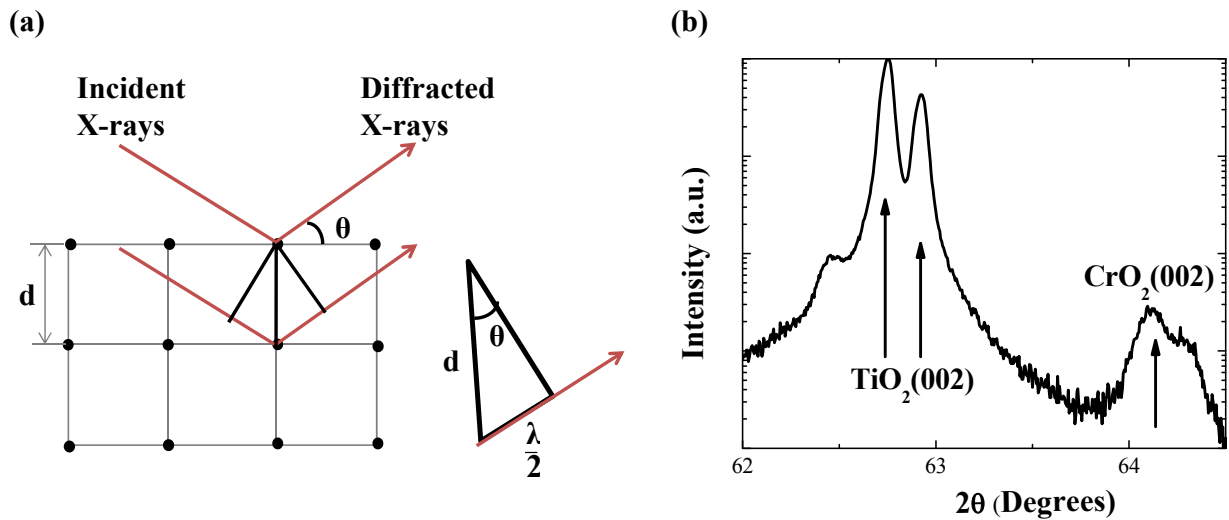 (a)
Incident
X-rays
Diffracted
X-rays
θ
d
θ
d
λ
2
(b)
Intensity (a.u.)
TiO2(002)
CrO2(002)
62
63
64
2θ (Degrees)